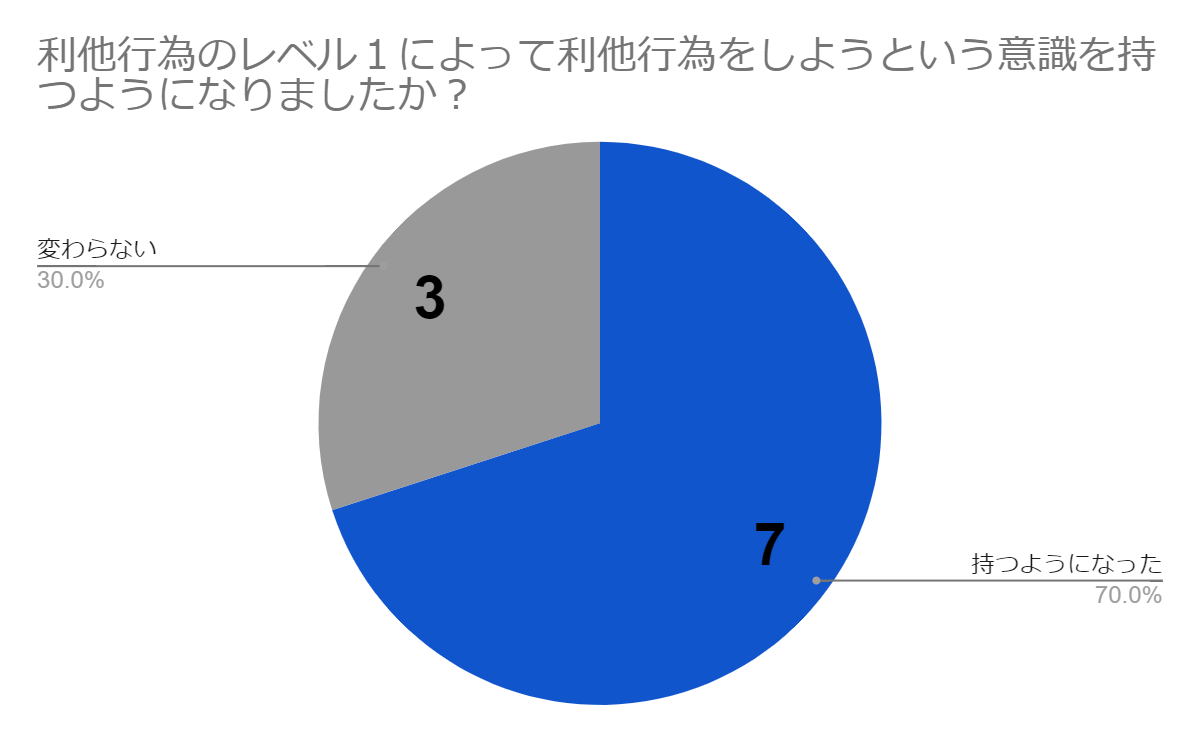 利他行為のレベル１によって利他行為をしようという意識を持
つようになりましたか？
変わらない
30.0%
3
7
持つようになった
70.0%